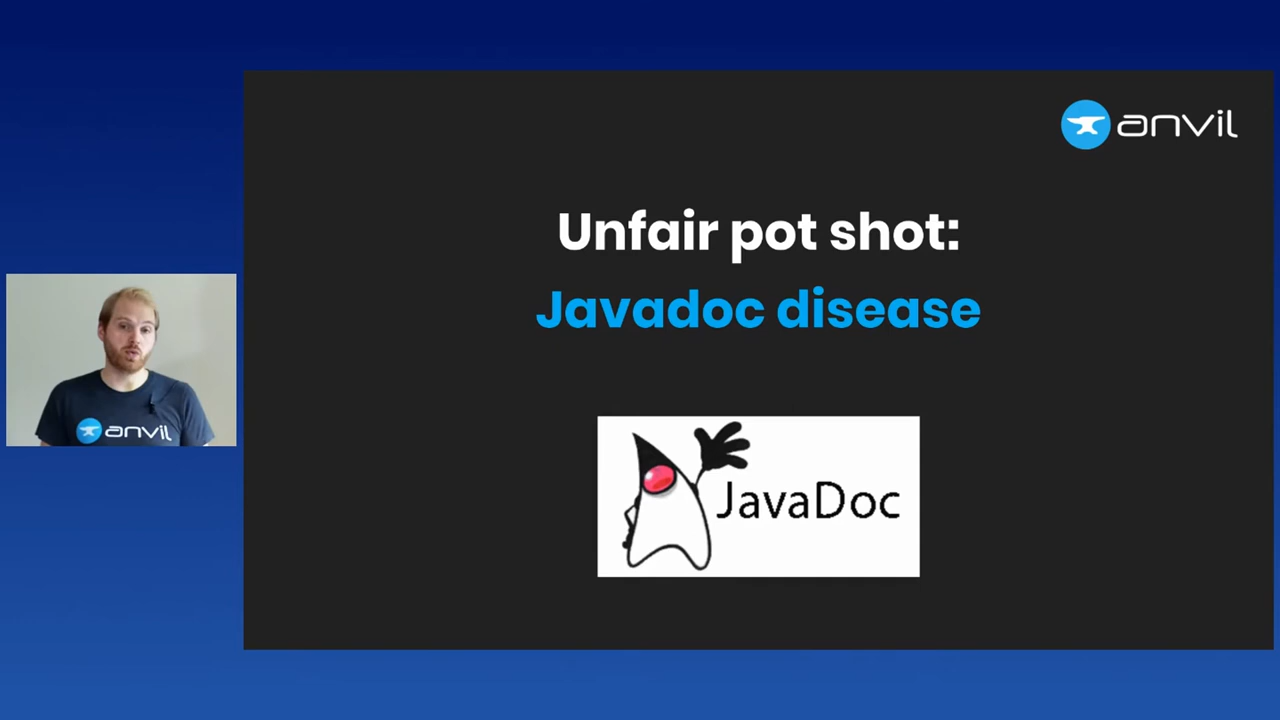 anvil
Unfair pot shot:
Javadoc disease
JavaDoc
anvil